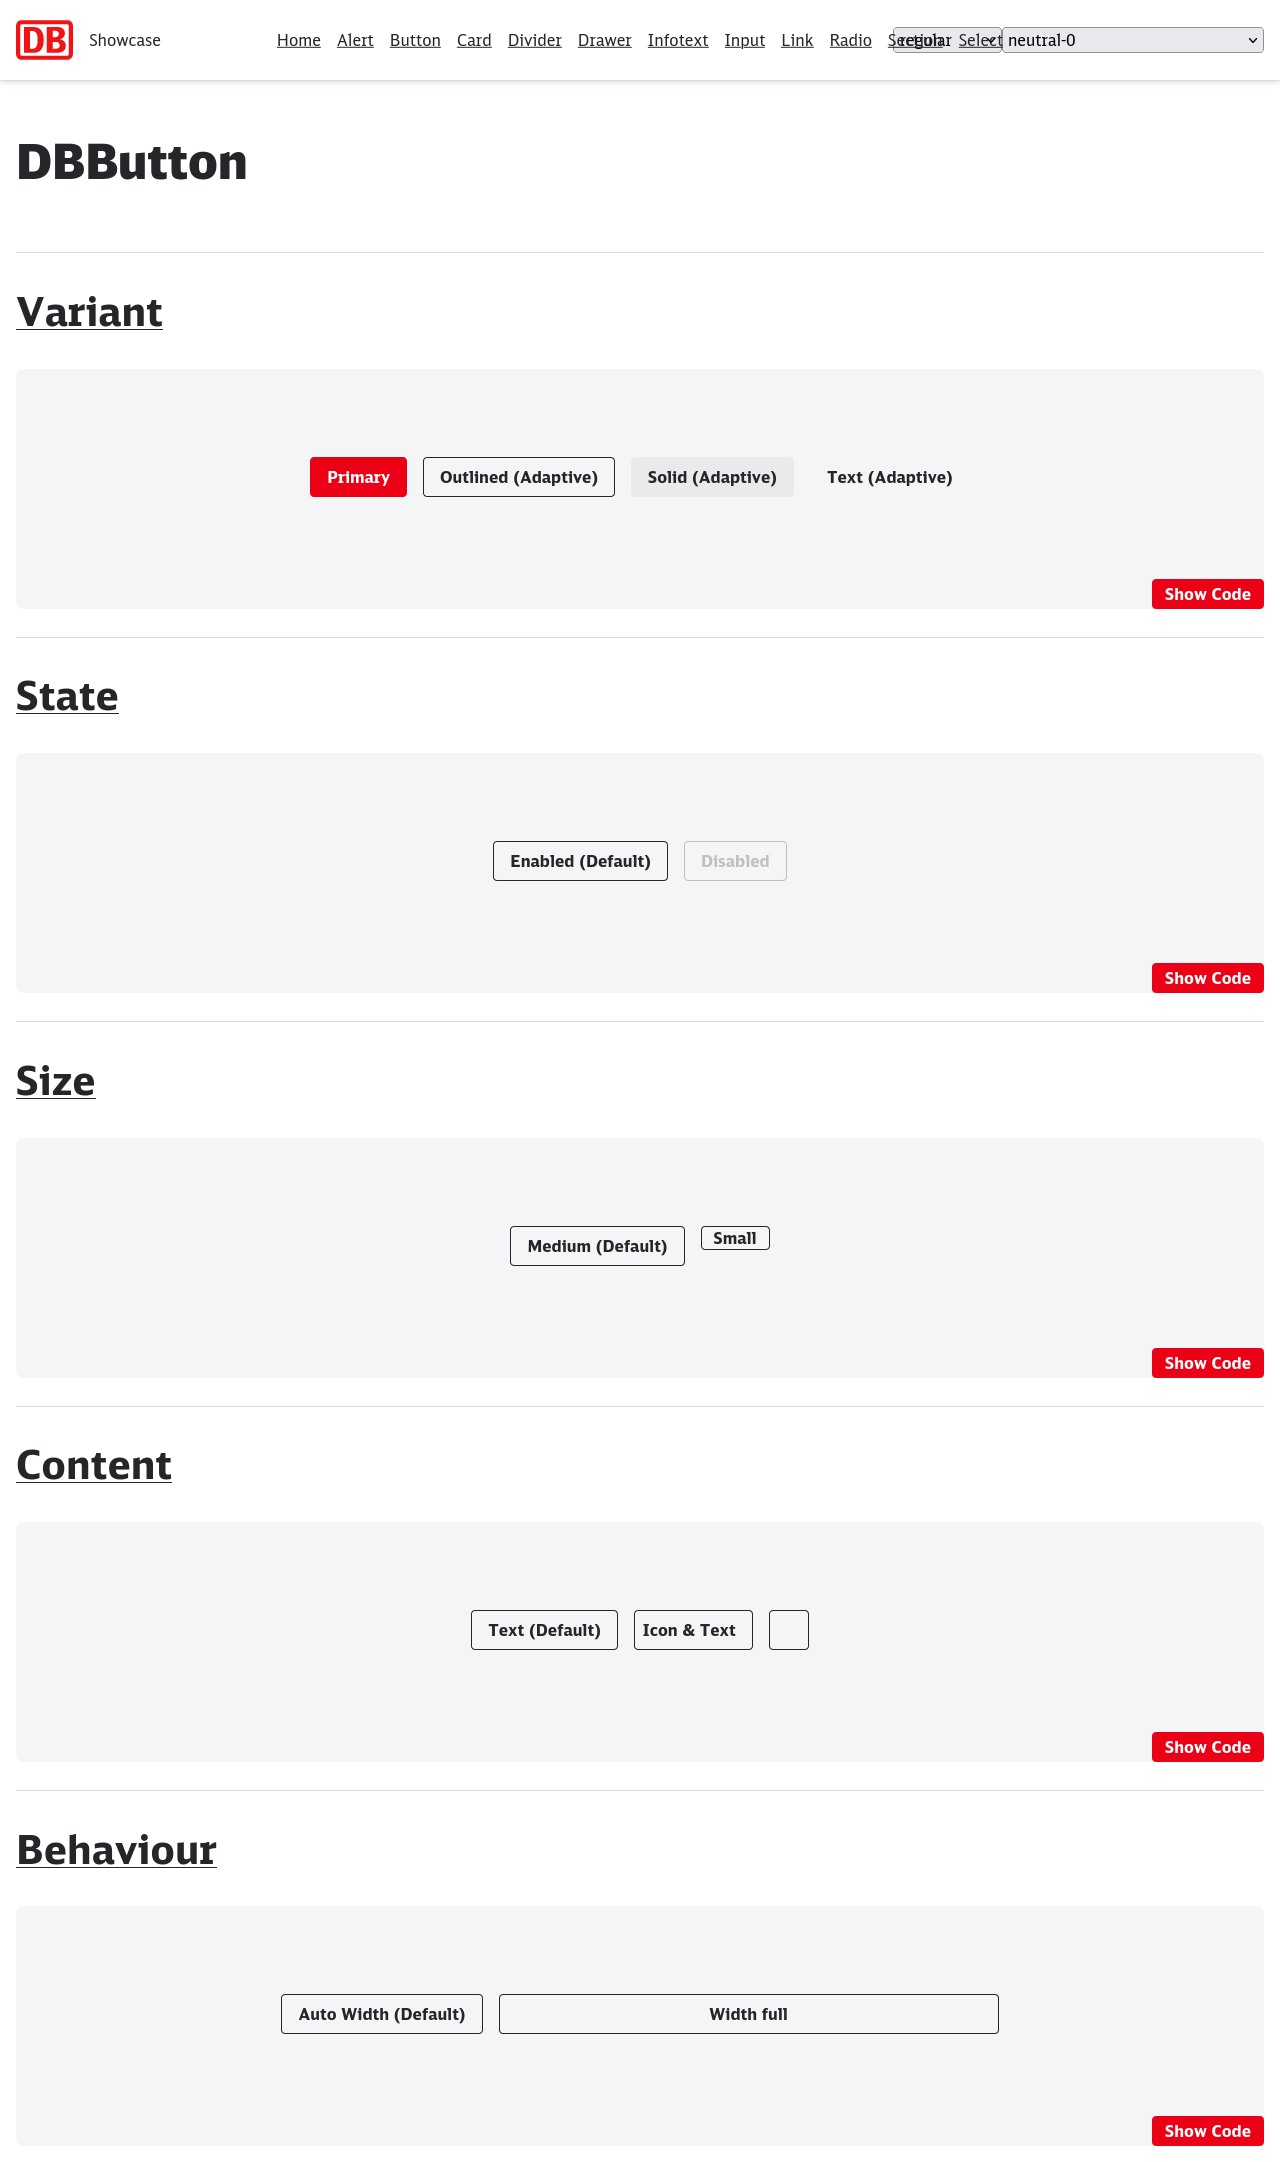 DB Showcase Home Alert Button Card Divider Drawer Infotext Input Link Radio Section Select regular neutral-0
DBButton
Variant
Primary Outlined (Adaptive) Solid (Adaptive) Text (Adaptive)
Show Code
State
Enabled (Default) Disabled
Show Code
Size
Medium (Default) Small
Show Code
Content
Text (Default) Icon & Text
Show Code
Behaviour
Auto Width (Default) Width full
Show Code